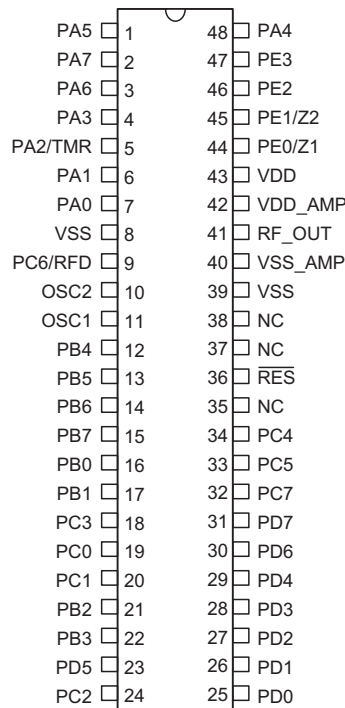 PA5 1 48 PA4
PA7 2 47 PE3
PA6 3 46 PE2
PA3 4 45 PE1/Z2
PA2/TMR 5 44 PE0/Z1
PA1 6 43 VDD
PA0 7 42 VDD_AMP
VSS 8 41 RF_OUT
PC6/RFD 9 40 VSS_AMP
OSC2 10 39 VSS
OSC1 11 38 NC
PB4 12 37 NC
PB5 13 36 RES
PB6 14 35 NC
PB7 15 34 PC4
PB0 16 33 PC5
PB1 17 32 PC7
PC3 18 31 PD7
PC0 19 30 PD6
PC1 20 29 PD4
PB2 21 28 PD3
PB3 22 27 PD2
PD5 23 26 PD1
PC2 24 25 PD0